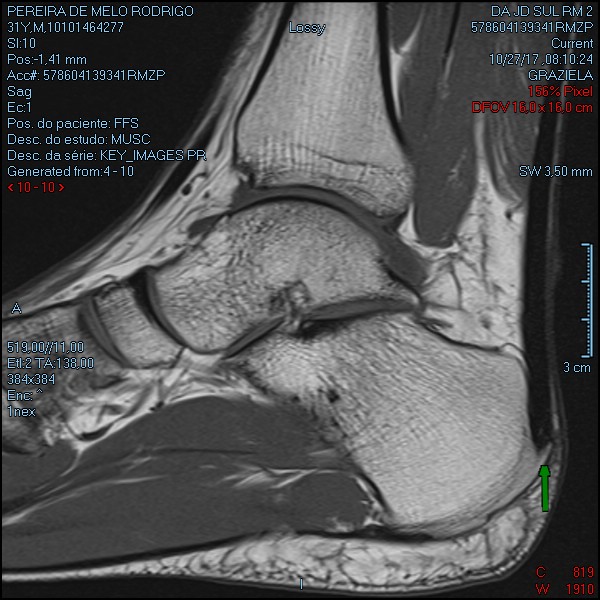 PEREIRA DE MELO RODRIGO
31Y,M,10101464277
Sl:10
Pos:-1,41 mm
Acc#: 578604139341RMZP
Sag
Ec:1
Pos. do paciente: FFS
Desc. do estudo: MUSC
Desc. da série: KEY_IMAGES PR
Generated from:4 - 10
< 10 - 10 >
Lossy
DA JD SUL RM 2
578604139341RMZP
Current
10/27/17 ,08:10:24
GRAZIELA
156% Pixel
DFOV 16,0 x 16,0 cm
SW 3,50 mm
A
3 cm
519,00//11,00
Etl:2 TA:138,00
384x384
Enc: ^
1nex
I
C 819
W 1910